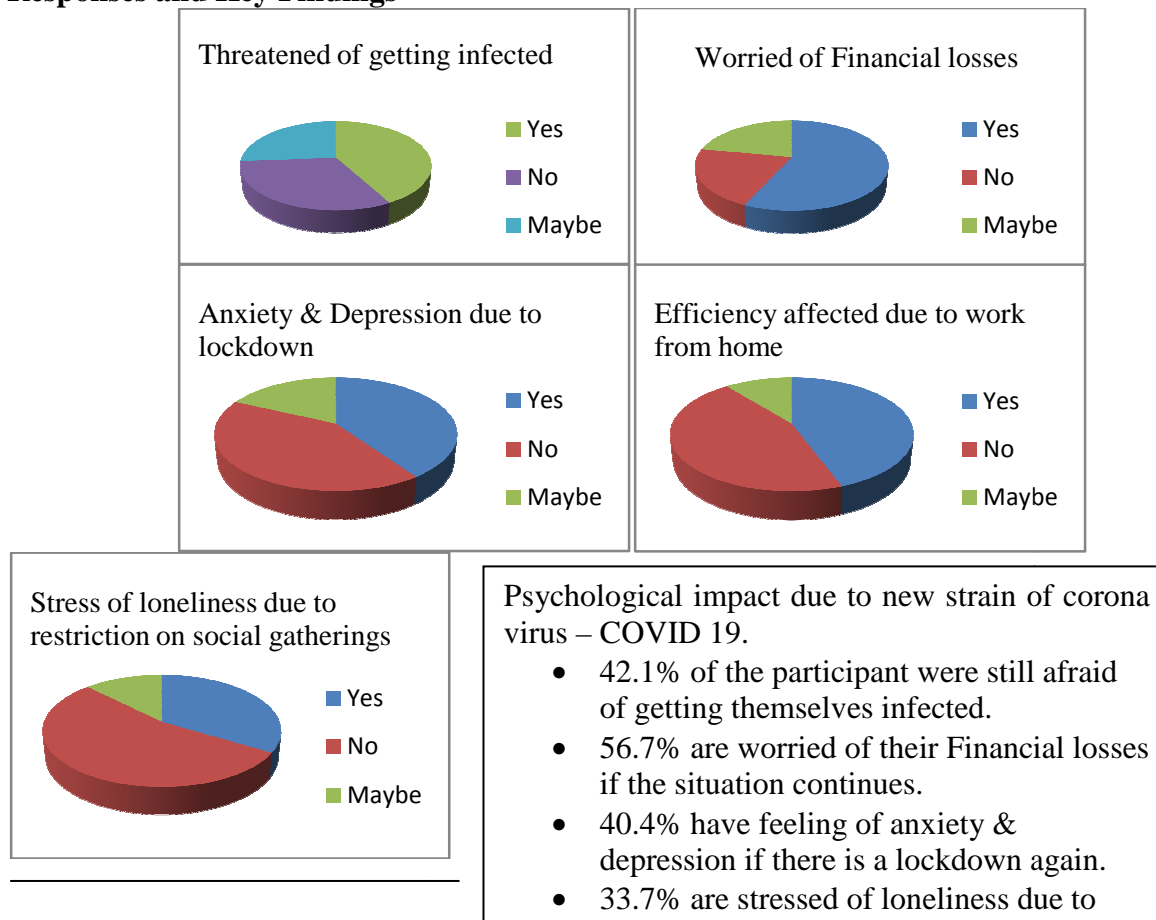 Responses and Key Findings
Threatened of getting infected
Yes
No
Maybe
Worried of Financial losses
Yes
No
Maybe
Anxiety & Depression due to
lockdown
Yes
No
Maybe
Efficiency affected due to work
from home
Yes
No
Maybe
Stress of loneliness due to
restriction on social gatherings
Yes
No
Maybe
Psychological impact due to new strain of corona
virus – COVID 19.
• 42.1% of the participant were still afraid
of getting themselves infected.
• 56.7% are worried of their Financial losses
if the situation continues.
• 40.4% have feeling of anxiety &
depression if there is a lockdown again.
• 33.7% are stressed of loneliness due to